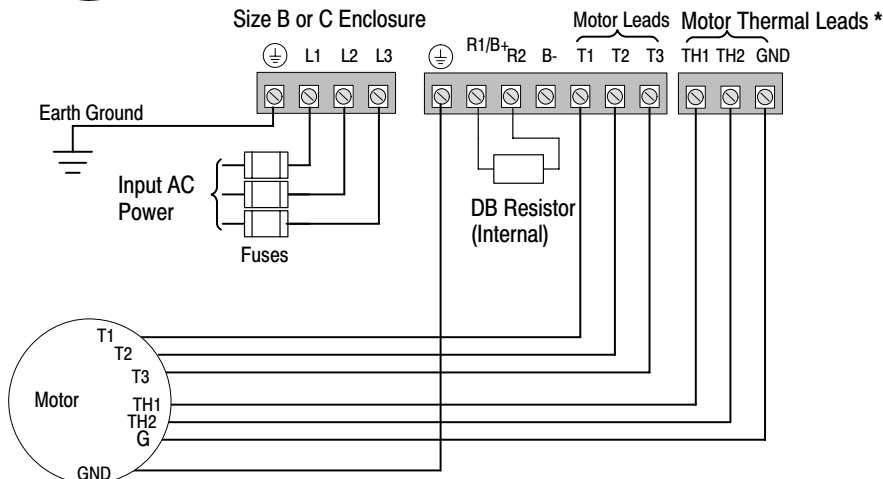 Size B or C Enclosure
Motor Leads
Motor Thermal Leads *
L1 L2 L3
R1/B+ R2 B- T1 T2 T3
TH1 TH2 GND
Earth Ground
Input AC
Power
Fuses
DB Resistor
(Internal)
T1
T2
T3
Motor
TH1
TH2
G
GND